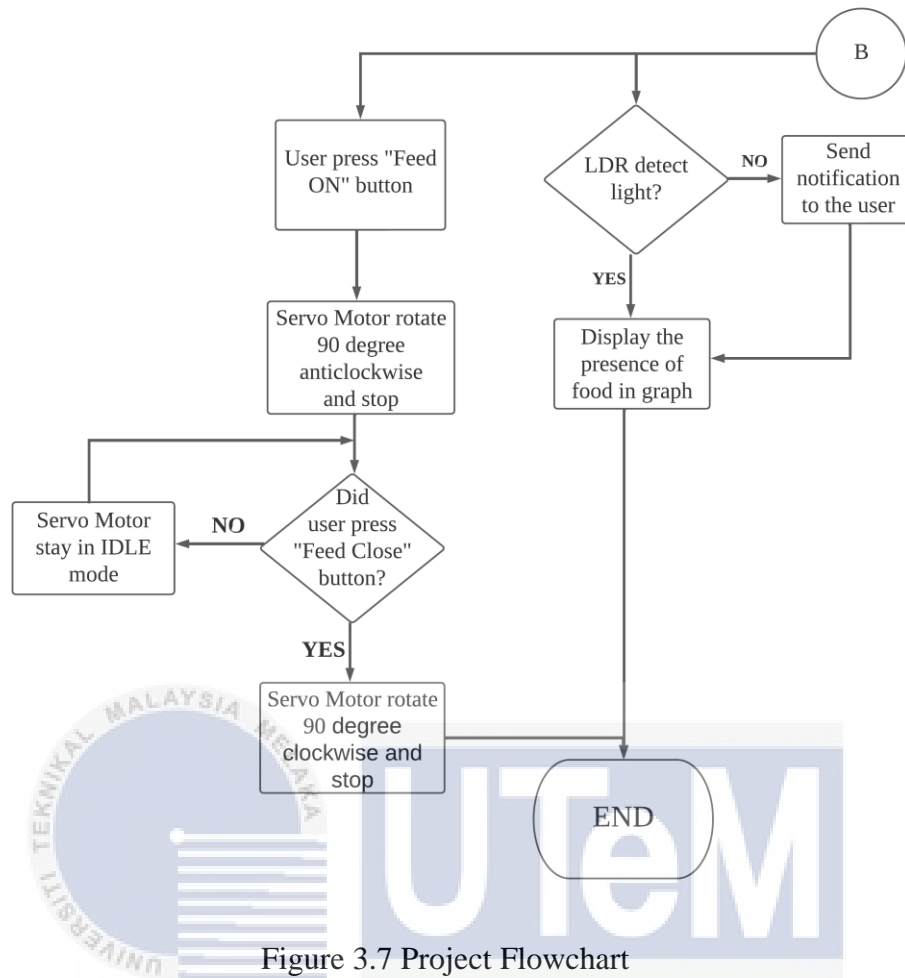 B
User press "Feed
ON" button
LDR detect
light?
NO
Send
notification
to the user
YES
Servo Motor rotate
90 degree
anticlockwise
and stop
Display the
presence of
food in graph
Did
user press
"Feed Close"
button?
NO
Servo Motor
stay in IDLE
mode
YES
Servo Motor rotate
90 degree
clockwise and
stop
END
UNIVERSITI TEKNIKAL MALAYSIA MELAKA
UTeM
Figure 3.7 Project Flowchart